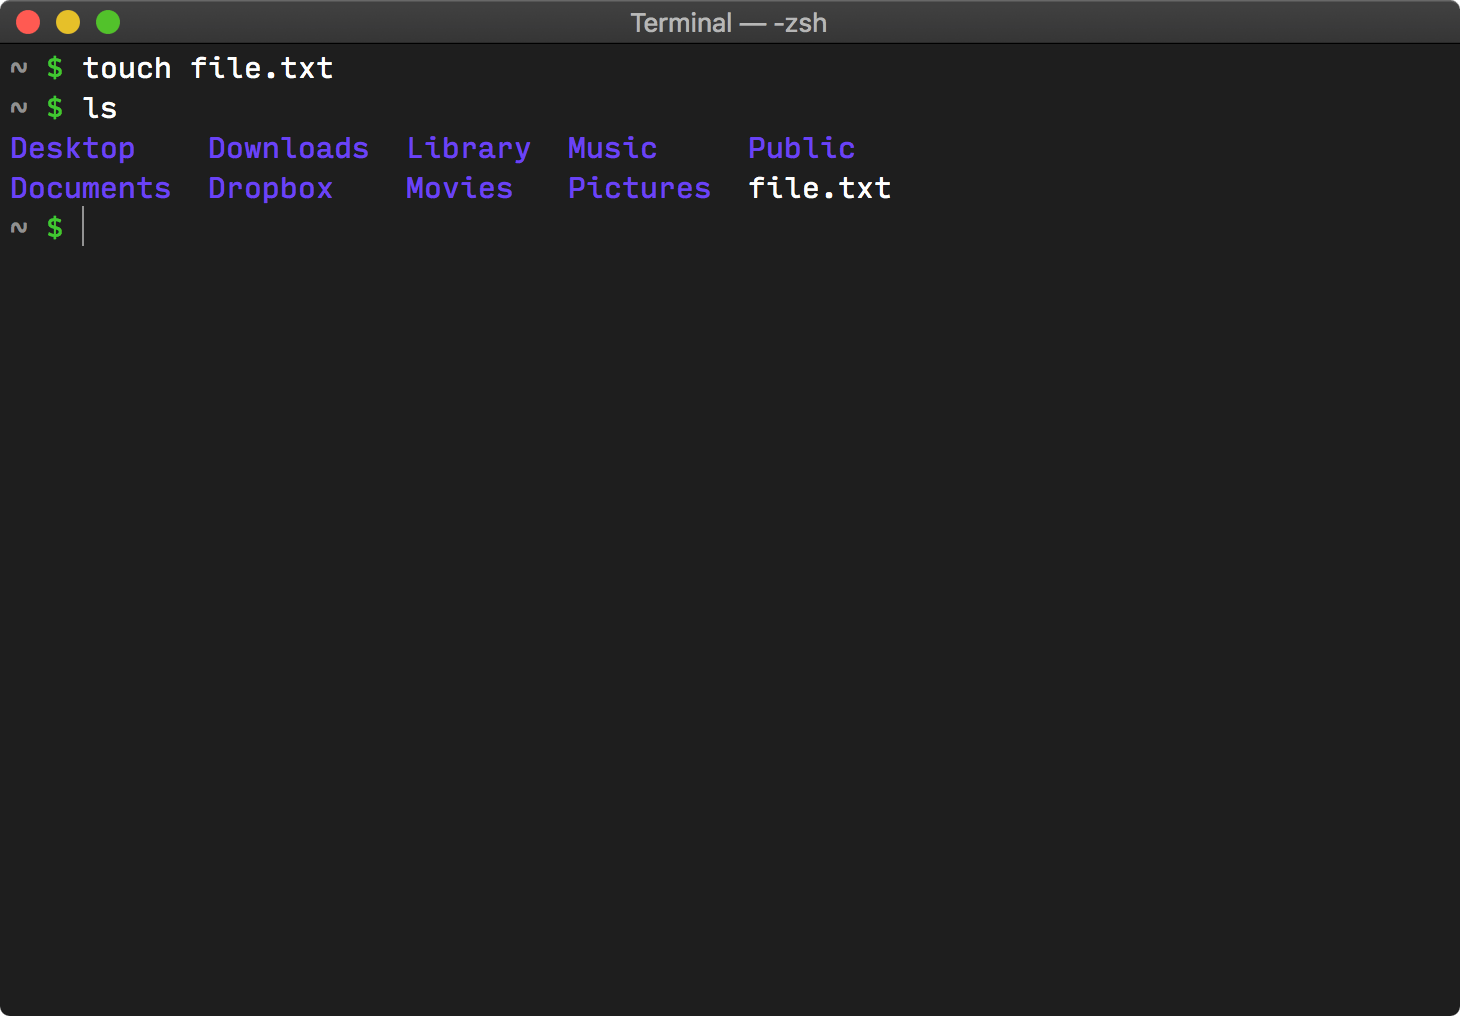 Terminal — -zsh
~ $ touch file.txt
~ $ ls
Desktop    Downloads  Library  Music     Public
Documents  Dropbox    Movies   Pictures  file.txt
~ $